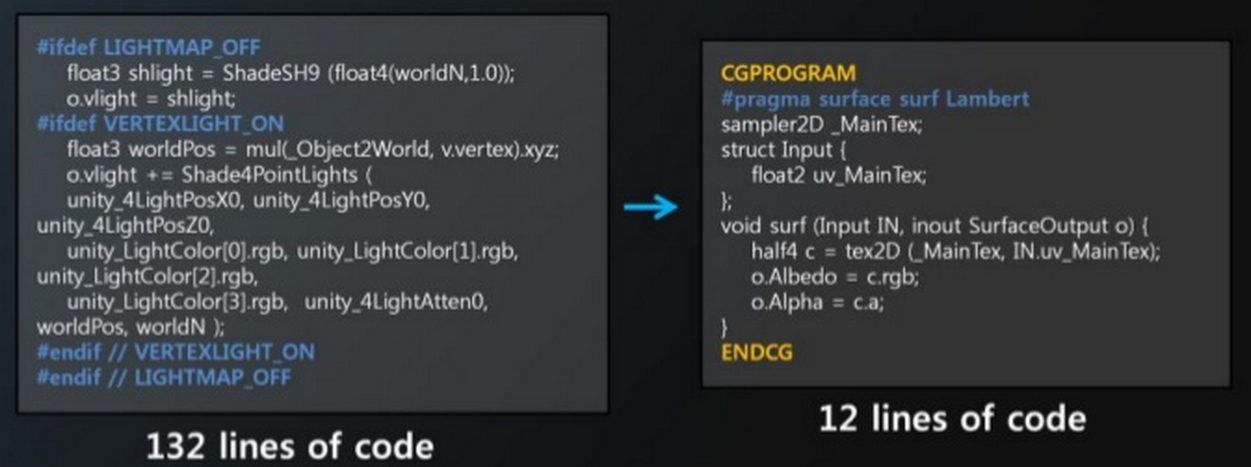 #ifdef LIGHTMAP_OFF
float3 shlight = ShadeSH9 (float4(worldN,1.0));
o.vlight = shlight;
#ifdef VERTEXLIGHT_ON
float3 worldPos = mul(_Object2World, v.vertex).xyz;
o.vlight += Shade4PointLights (
unity_4LightPosX0, unity_4LightPosY0,
unity_4LightPosZ0,
unity_LightColor[0].rgb, unity_LightColor[1].rgb,
unity_LightColor[2].rgb,
unity_LightColor[3].rgb, unity_4LightAtten0,
worldPos, worldN );
#endif // VERTEXLIGHT_ON
#endif // LIGHTMAP_OFF
132 lines of code
CGPROGRAM
#pragma surface surf Lambert
sampler2D _MainTex;
struct Input {
float2 uv_MainTex;
};
void surf (Input IN, inout SurfaceOutput o) {
half4 c = tex2D (_MainTex, IN.uv_MainTex);
o.Albedo = c.rgb;
o.Alpha = c.a;
}
ENDCG
12 lines of code